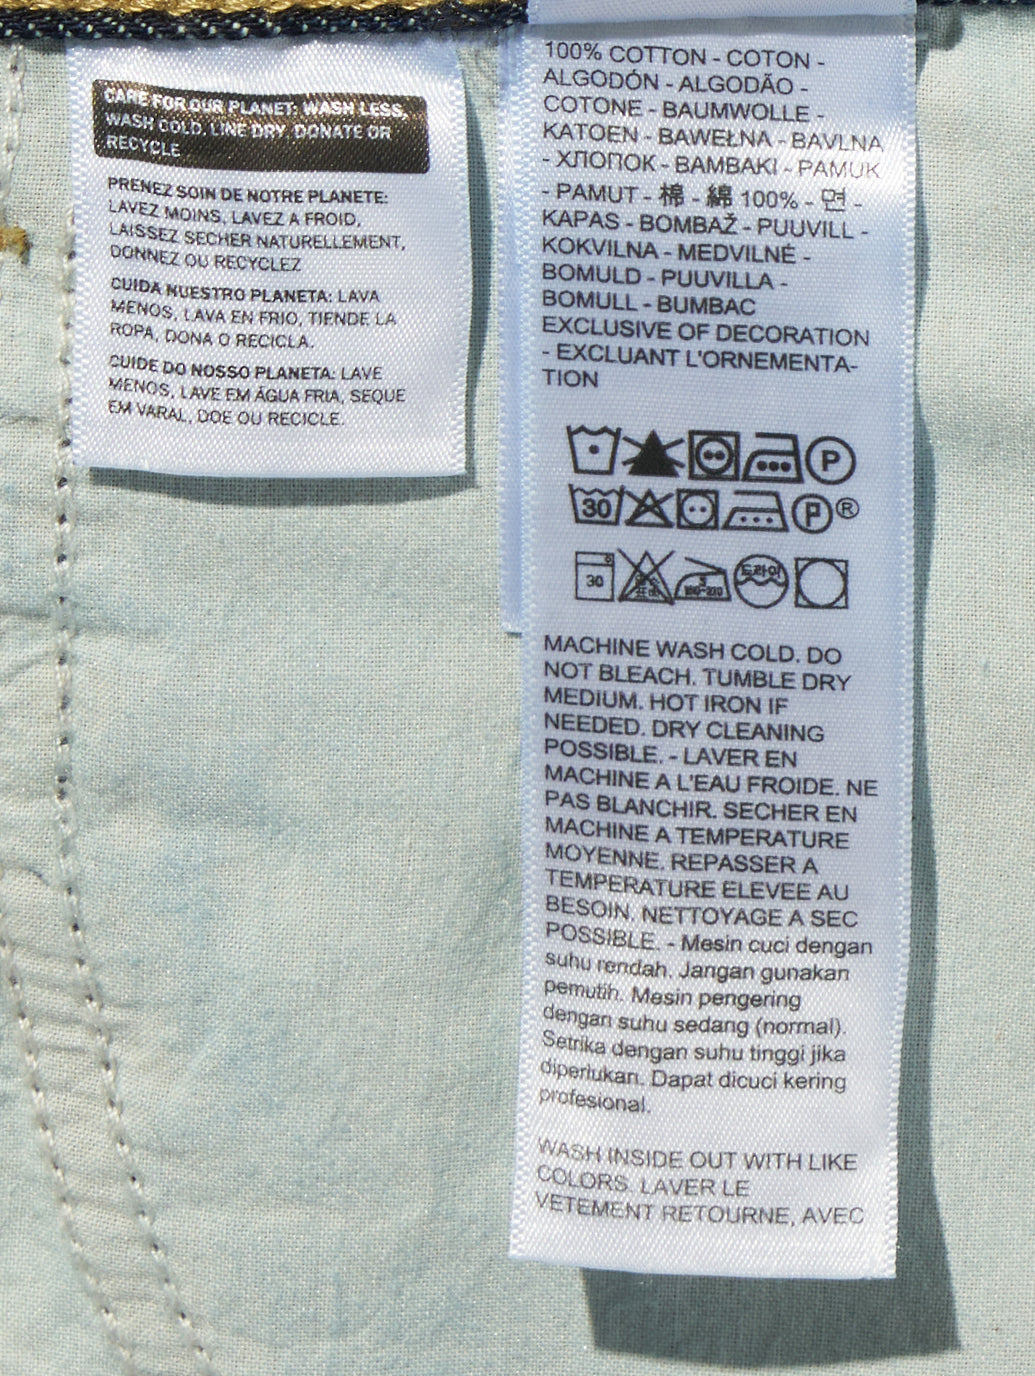 CARE FOR OUR PLANET: WASH LESS,
WASH COLD, LINE DRY, DONATE OR
RECYCLE
PRENEZ SOIN DE NOTRE PLANETE:
LAVEZ MOINS, LAVEZ A FROID,
LAISSEZ SECHER NATURELLEMENT,
DONNEZ OU RECYCLEZ
CUIDA NUESTRO PLANETA: LAVA
MENOS, LAVA EN FRIO, TIENDE LA
ROPA, DONA O RECICLA.
CUIDE DO NOSSO PLANETA: LAVE
MENOS, LAVE EM ÁGUA FRIA, SEQUE
EM VARAL, DOE OU RECICLE.
100% COTTON - COTON -
ALGODÓN - ALGODÃO -
COTONE - BAUMWOLLE -
KATOEN - BAWEŁNA - BAVLNA
- ХЛОПОК - ΒΑΜΒΑΚΙ - PAMUK
- PAMUT - 棉 - 綿 100% - 면 -
KAPAS - BOMBAŽ - PUUVILL -
KOKVILNA - MEDVILNĖ -
BOMULD - PUUVILLA -
BOMULL - BUMBAC
EXCLUSIVE OF DECORATION
- EXCLUANT L'ORNEMENTA-
TION
P
30 P ®
30 드라이
MACHINE WASH COLD. DO
NOT BLEACH. TUMBLE DRY
MEDIUM. HOT IRON IF
NEEDED. DRY CLEANING
POSSIBLE. - LAVER EN
MACHINE A L'EAU FROIDE. NE
PAS BLANCHIR. SECHER EN
MACHINE A TEMPERATURE
MOYENNE. REPASSER A
TEMPERATURE ELEVEE AU
BESOIN. NETTOYAGE A SEC
POSSIBLE. - Mesin cuci dengan
suhu rendah. Jangan gunakan
pemutih. Mesin pengering
dengan suhu sedang (normal).
Setrika dengan suhu tinggi jika
diperlukan. Dapat dicuci kering
profesional.
WASH INSIDE OUT WITH LIKE
COLORS. LAVER LE
VETEMENT RETOURNE, AVEC